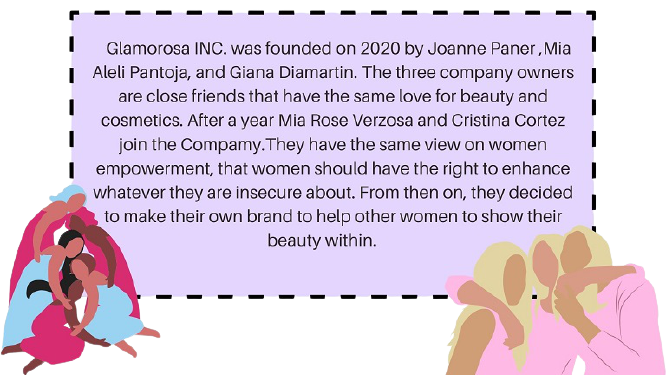 Glamorosa INC. was founded on 2020 by Joanne Paner ,Mia
Aleli Pantoja, and Giana Diamartin. The three company owners
are close friends that have the same love for beauty and
cosmetics. After a year Mia Rose Verzosa and Cristina Cortez
join the Compamy.They have the same view on women
empowerment, that women should have the right to enhance
whatever they are insecure about. From then on, they decided
to make their own brand to help other women to show their
beauty within.